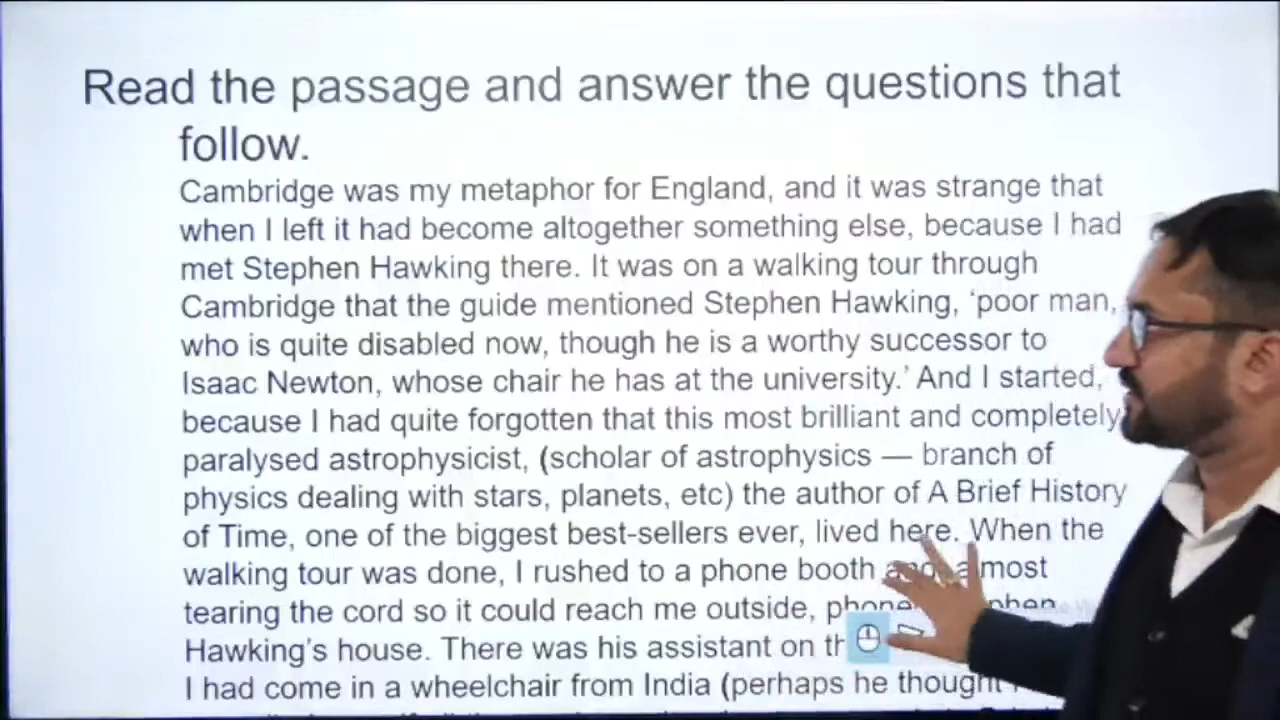 Read the passage and answer the questions that
follow.
Cambridge was my metaphor for England, and it was strange that
when I left it had become altogether something else, because I had
met Stephen Hawking there. It was on a walking tour through
Cambridge that the guide mentioned Stephen Hawking, ‘poor man,
who is quite disabled now, though he is a worthy successor to
Isaac Newton, whose chair he has at the university.’ And I started,
because I had quite forgotten that this most brilliant and completely
paralysed astrophysicist, (scholar of astrophysics — branch of
physics dealing with stars, planets, etc) the author of A Brief History
of Time, one of the biggest best-sellers ever, lived here. When the
walking tour was done, I rushed to a phone booth almost
tearing the cord so it could reach me outside,
Hawking’s house. There was his assistant on
I had come in a wheelchair from India (perhaps he thought